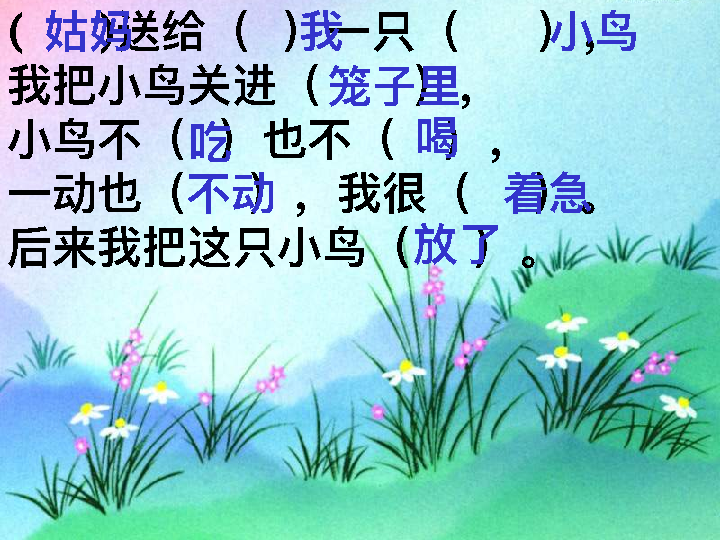 (姑妈)送给（我）一只（小鸟），
我把小鸟关进（笼子里），
小鸟不（吃）也不（喝），
一动也（不动），我很（着急）。
后来我把这只小鸟（放了）。